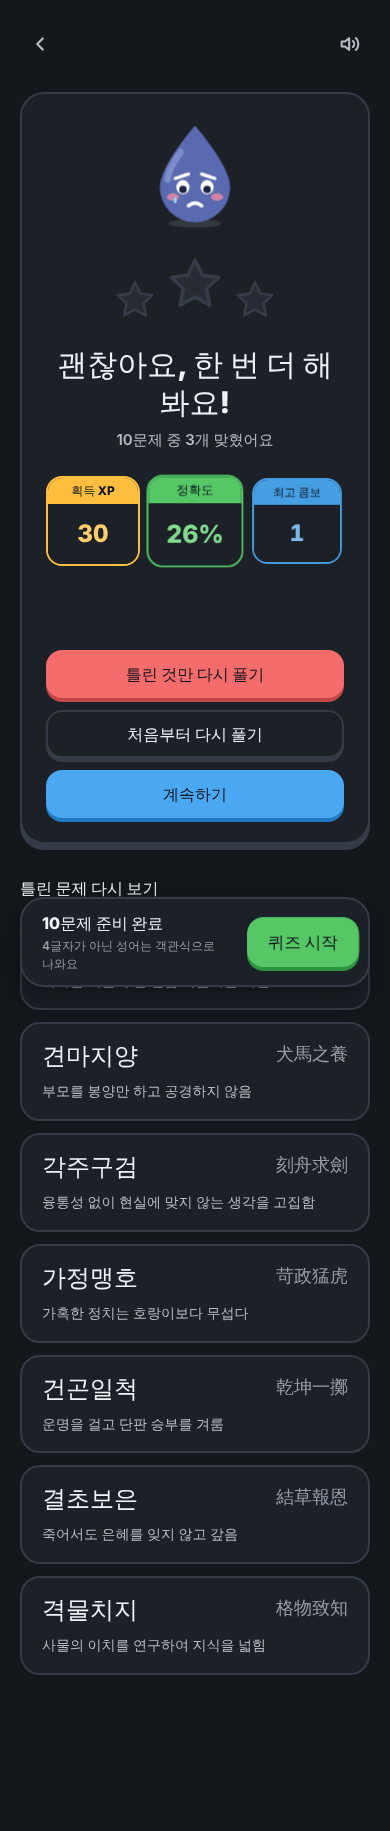 괜찮아요, 한 번 더 해
봐요!
10문제 중 3개 맞혔어요
획득 XP
정확도
최고 콤보
30
26%
1
틀린 것만 다시 풀기
처음부터 다시 풀기
계속하기
틀린 문제 다시 보기
10문제 준비 완료
4글자가 아닌 성어는 객관식으로
나와요
퀴즈 시작
견마지양
犬馬之養
부모를 봉양만 하고 공경하지 않음
각주구검
刻舟求劍
융통성 없이 현실에 맞지 않는 생각을 고집함
가정맹호
苛政猛虎
가혹한 정치는 호랑이보다 무섭다
건곤일척
乾坤一擲
운명을 걸고 단판 승부를 겨룸
결초보은
結草報恩
죽어서도 은혜를 잊지 않고 갚음
격물치지
格物致知
사물의 이치를 연구하여 지식을 넓힘